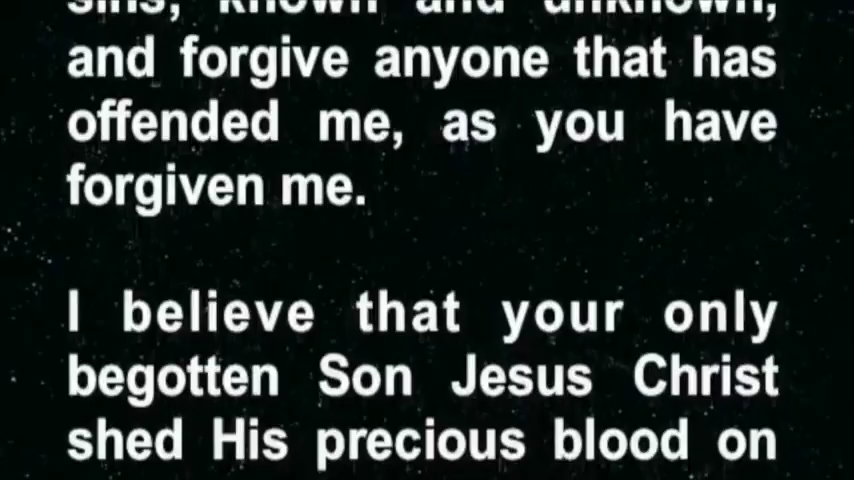 sins, known and unknown,
and forgive anyone that has
offended me, as you have
forgiven me.
I believe that your only
begotten Son Jesus Christ
shed His precious blood on